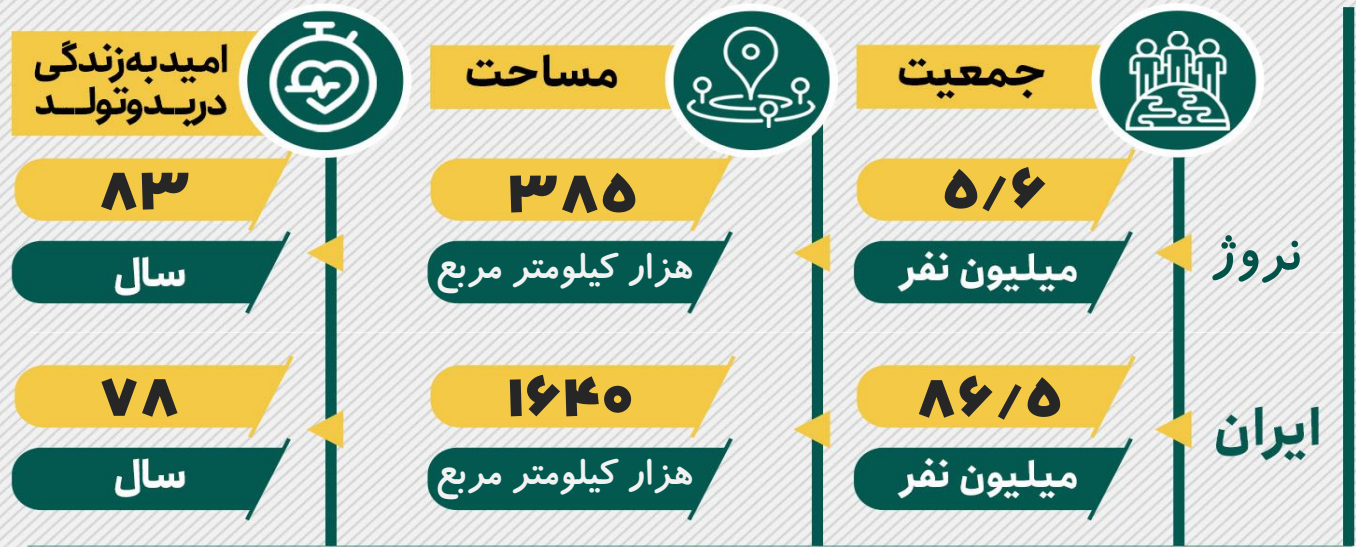 جمعیت
مساحت
امیدبه‌زندگی
دربــدوتولــد
نروژ
۵/۶
میلیون نفر
۳۸۵
هزار کیلومتر مربع
۸۳
سال
ایران
۸۶/۵
میلیون نفر
۱۶۴۰
هزار کیلومتر مربع
۷۸
سال